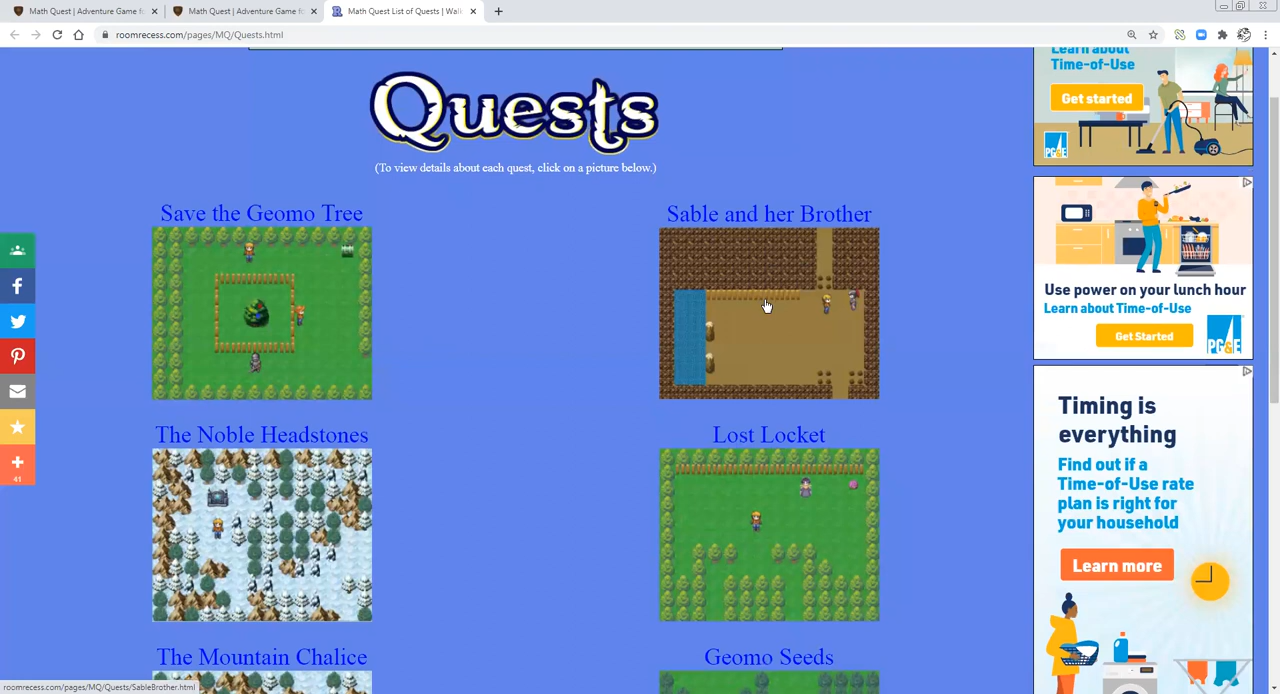 Math Quest | Adventure Game fo
Math Quest | Adventure Game fo
Math Quest List of Quests | Wal
roomrecess.com/pages/MQ/Quests.html
Quests
(To view details about each quest, click on a picture below.)
Save the Geomo Tree
Sable and her Brother
The Noble Headstones
Lost Locket
The Mountain Chalice
Geomo Seeds
41
roomrecess.com/pages/MQ/Quests/SableBrother.html
Learn about
Time-of-Use
Get started
PG&E
Use power on your lunch hour
Learn about Time-of-Use
Get Started
PG&E
Timing is
everything
Find out if a
Time-of-Use rate
plan is right for
your household
Learn more